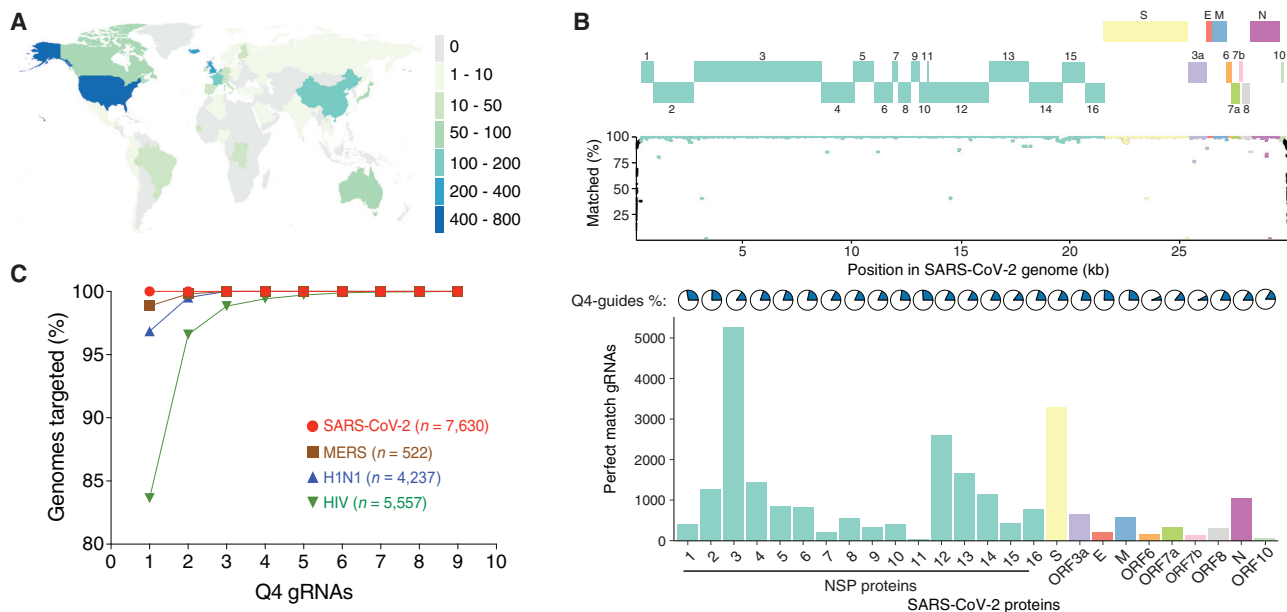 A
0
1 - 10
10 - 50
50 - 100
100 - 200
200 - 400
400 - 800
B
S
E M
N
1 3 5 7 9 11 13 15
3a 6 7b 10
2 4 6 8 10 12 14 16
7a 8
100
75
50
25
Matched (%)
5 10 15 20 25
Position in SARS-CoV-2 genome (kb)
Q4-guides %:
5000
4000
3000
2000
1000
0
Perfect match gRNAs
1 2 3 4 5 6 7 8 9 10 11 12 13 14 15 16 S ORF3a E M ORF6 ORF7a ORF7b ORF8 N ORF10
NSP proteins
SARS-CoV-2 proteins
C
100
95
90
85
80
Genomes targeted (%)
SARS-CoV-2 (n = 7,630)
MERS (n = 522)
H1N1 (n = 4,237)
HIV (n = 5,557)
0 1 2 3 4 5 6 7 8 9 10
Q4 gRNAs